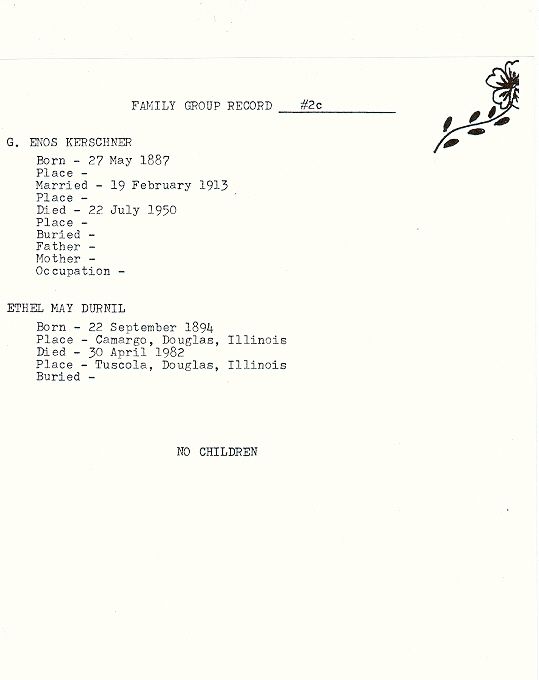 FAMILY GROUP RECORD #2c
G. ENOS KERSCHNER
Born - 27 May 1887
Place -
Married - 19 February 1913
Place -
Died - 22 July 1950
Place -
Buried -
Father -
Mother -
Occupation -
ETHEL MAY DURNIL
Born - 22 September 1894
Place - Camargo, Douglas, Illinois
Died - 30 April 1982
Place - Tuscola, Douglas, Illinois
Buried -
NO CHILDREN